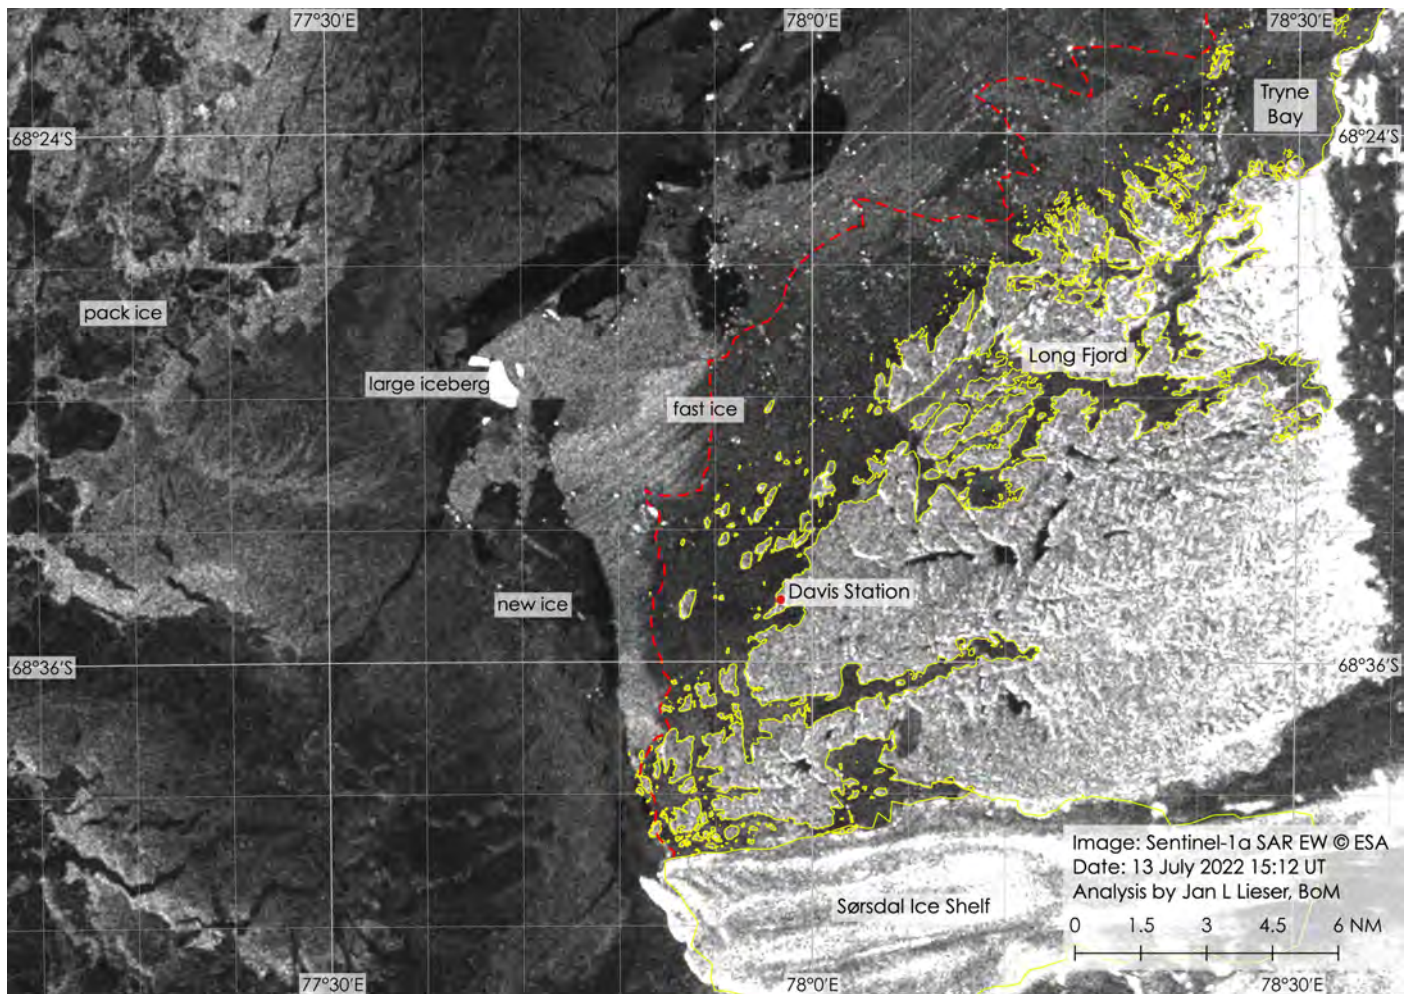 77°30'E
78°0'E
78°30'E
Tryne
Bay
68°24'S
68°24'S
pack ice
Long Fjord
large iceberg
fast ice
Davis Station
new ice
68°36'S
68°36'S
Image: Sentinel-1a SAR EW © ESA
Date: 13 July 2022 15:12 UT
Analysis by Jan L Lieser, BoM
Sørsdal Ice Shelf
0 1.5 3 4.5 6 NM
77°30'E
78°0'E
78°30'E